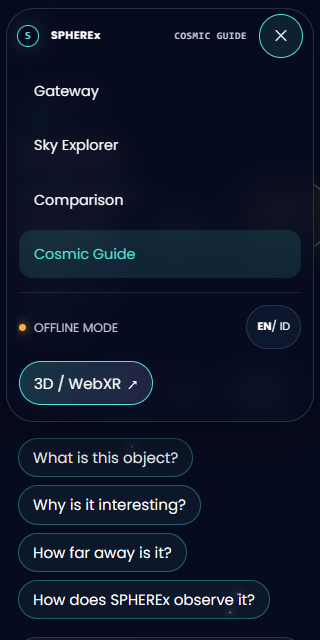 S SPHEREx COSMIC GUIDE
Gateway
Sky Explorer
Comparison
Cosmic Guide
OFFLINE MODE EN/ ID
3D / WebXR ↗
What is this object?
Why is it interesting?
How far away is it?
How does SPHEREx observe it?